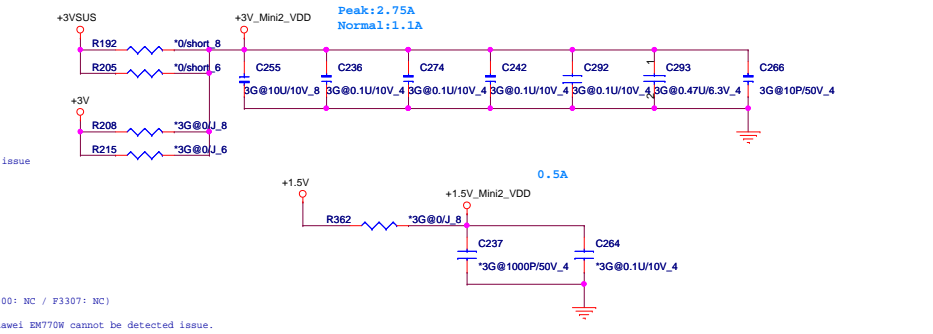 Peak:2.75A
Normal:1.1A
+3VSUS
+3V_Mini2_VDD
R192 *0/short_8
R205 *0/short_6
C255 C236 C274 C242 C292 C293 C266
1
2
3G@10U/10V_8 3G@0.1U/10V_4 3G@0.1U/10V_4 3G@0.1U/10V_4 3G@0.1U/10V_4 3G@0.47U/6.3V_4 3G@10P/50V_4
+3V
R208 *3G@0/J_8
R215 *3G@0/J_6
issue
0.5A
+1.5V
+1.5V_Mini2_VDD
R362 *3G@0/J_8
C237 C264
*3G@1000P/50V_4 *3G@0.1U/10V_4
00: NC / F3307: NC)
awei EM770W cannot be detected issue.